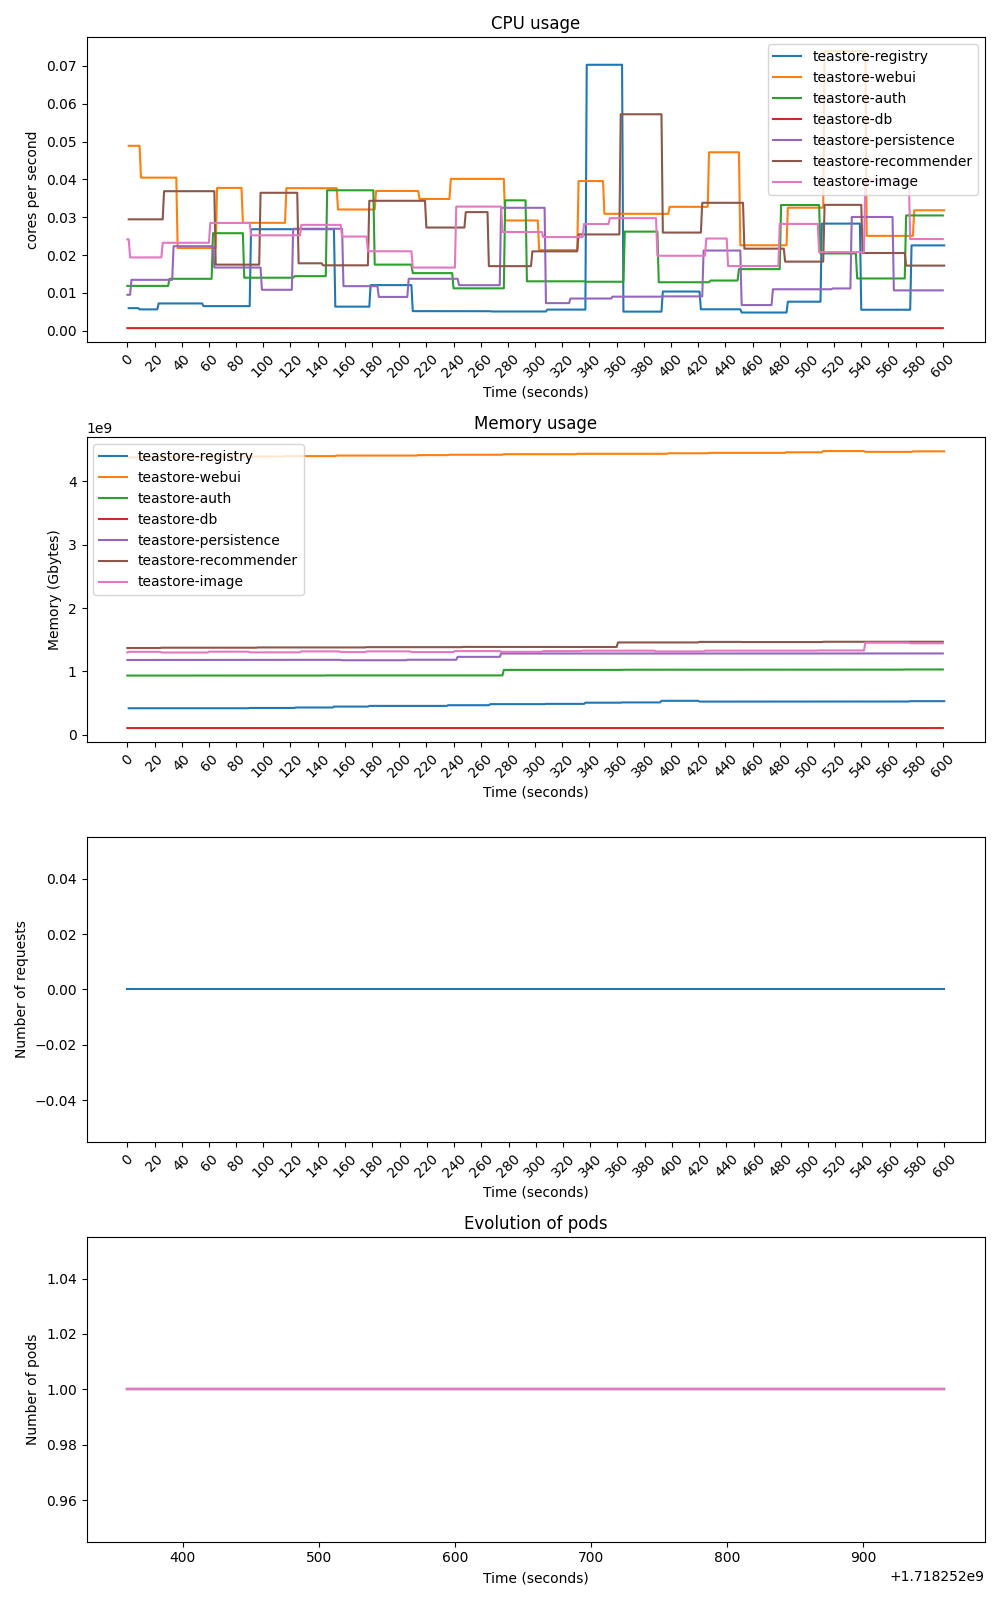 CPU usage
0.07
0.06
0.05
0.04
0.03
0.02
0.01
0.00
cores per second
teastore-registry
teastore-webui
teastore-auth
teastore-db
teastore-persistence
teastore-recommender
teastore-image
0 20 40 60 80 100 120 140 160 180 200 220 240 260 280 300 320 340 360 380 400 420 440 460 480 500 520 540 560 580 600
Time (seconds)
Memory usage
1e9
4
3
2
1
0
Memory (Gbytes)
teastore-registry
teastore-webui
teastore-auth
teastore-db
teastore-persistence
teastore-recommender
teastore-image
0 20 40 60 80 100 120 140 160 180 200 220 240 260 280 300 320 340 360 380 400 420 440 460 480 500 520 540 560 580 600
Time (seconds)
0.04
0.02
0.00
−0.02
−0.04
Number of requests
0 20 40 60 80 100 120 140 160 180 200 220 240 260 280 300 320 340 360 380 400 420 440 460 480 500 520 540 560 580 600
Time (seconds)
Evolution of pods
1.04
1.02
1.00
0.98
0.96
Number of pods
400 500 600 700 800 900
Time (seconds)
+1.718252e9